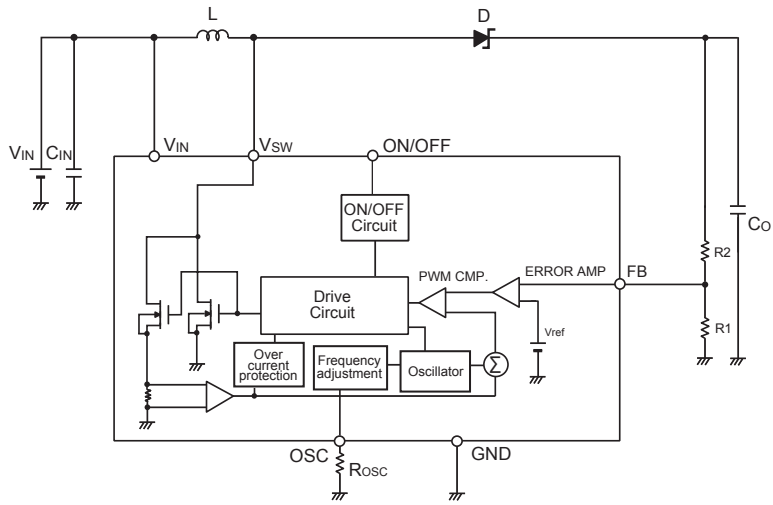 L
D
VIN
CIN
VIN
VSW
ON/OFF
ON/OFF
Circuit
CO
R2
PWM CMP.
ERROR AMP
FB
Drive
Circuit
R1
Vref
Over
current
protection
Frequency
adjustment
Oscillator
Σ
OSC
ROSC
GND